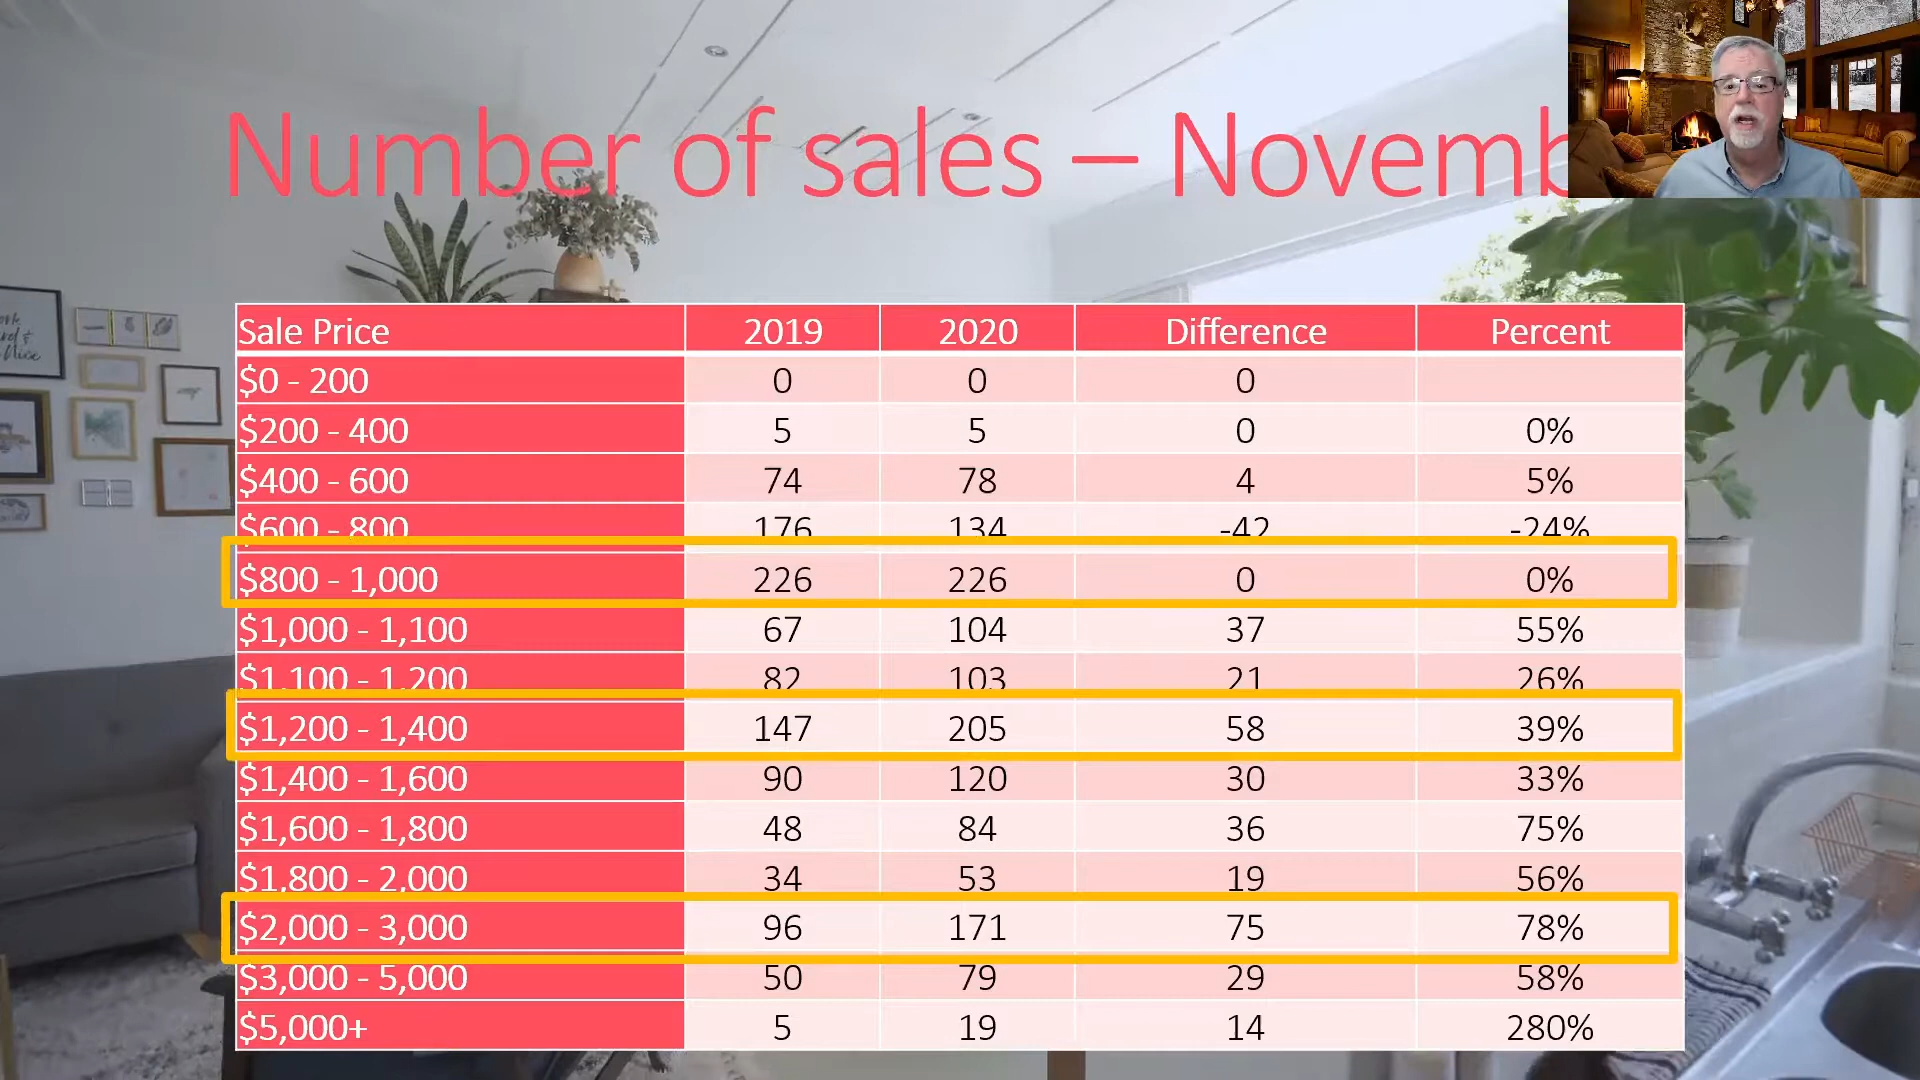 Number of sales – Novemb
Sale Price 2019 2020 Difference Percent
$0 - 200 0 0 0
$200 - 400 5 5 0 0%
$400 - 600 74 78 4 5%
$600 - 800 176 134 -42 -24%
$800 - 1,000 226 226 0 0%
$1,000 - 1,100 67 104 37 55%
$1,100 - 1,200 82 103 21 26%
$1,200 - 1,400 147 205 58 39%
$1,400 - 1,600 90 120 30 33%
$1,600 - 1,800 48 84 36 75%
$1,800 - 2,000 34 53 19 56%
$2,000 - 3,000 96 171 75 78%
$3,000 - 5,000 50 79 29 58%
$5,000+ 5 19 14 280%